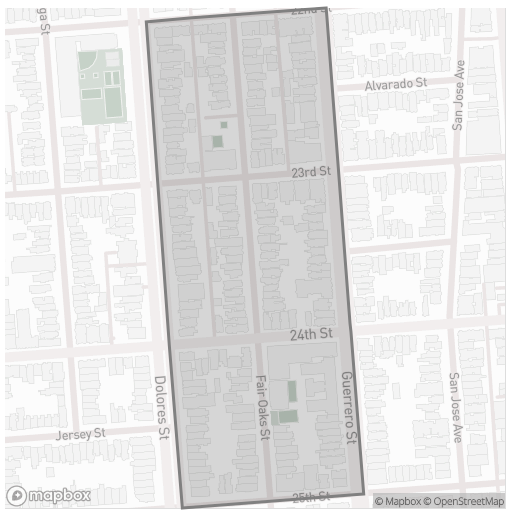 22nd St
ga St
Alvarado St
San Jose Ave
23rd St
24th St
Dolores St
Fair Oaks St
Guerrero St
San Jose Ave
Jersey St
25th St
mapbox
© Mapbox © OpenStreetMap